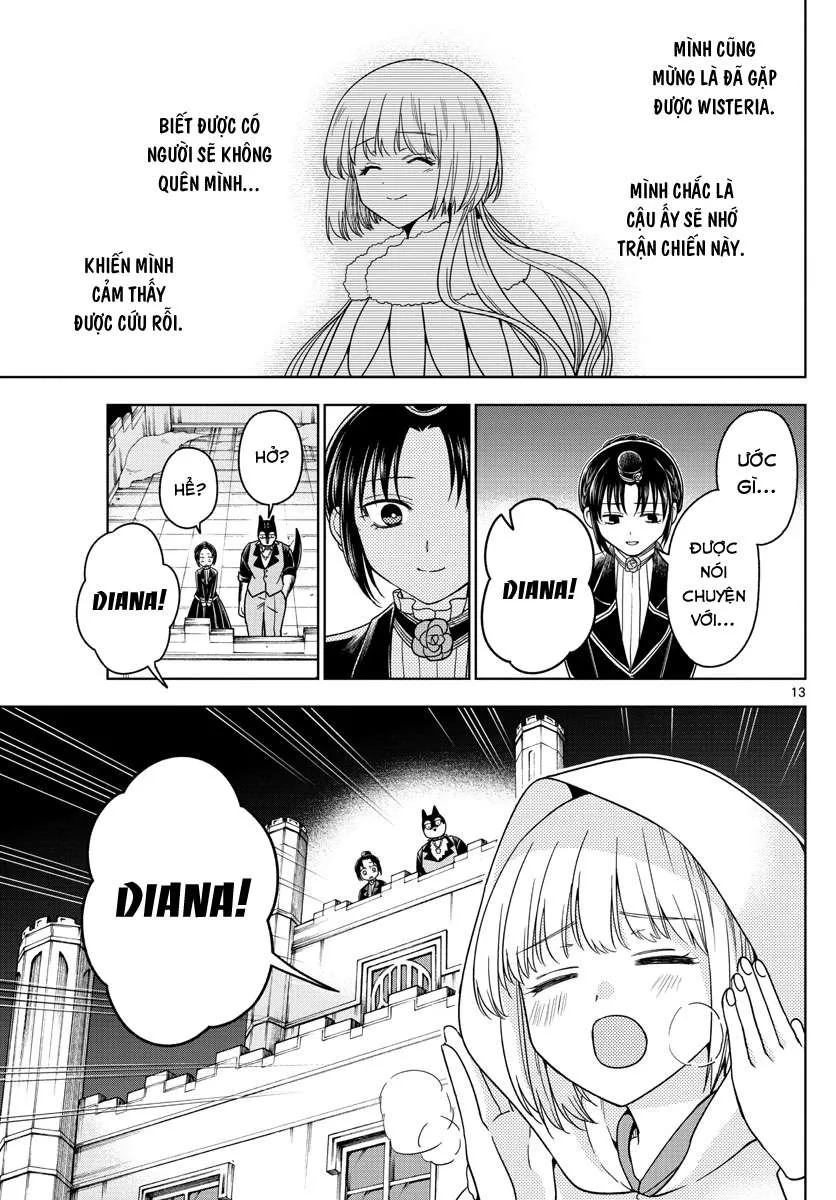 MÌNH CŨNG
MỪNG LÀ ĐÃ GẶP
ĐƯỢC WISTERIA.
MÌNH CHẮC LÀ
CẬU ẤY SẼ NHỚ
TRẬN CHIẾN NÀY.
BIẾT ĐƯỢC CÓ
NGƯỜI SẼ KHÔNG
QUÊN MÌNH...
KHIẾN MÌNH
CẢM THẤY
ĐƯỢC CỨU RỖI.
ƯỚC
GÌ...
ĐƯỢC
NÓI
CHUYỆN
VỚI...
DIANA!
HỞ?
HỂ?
DIANA!
13
DIANA!